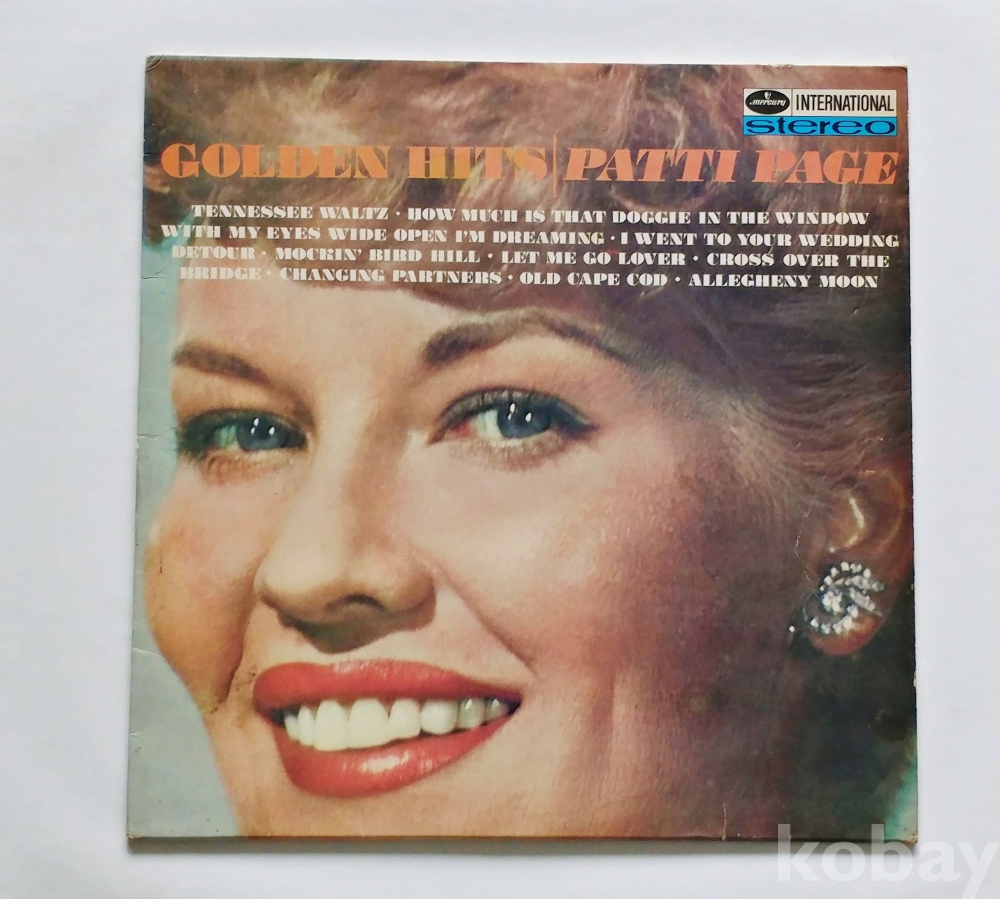 mercury INTERNATIONAL
stereo
GOLDEN HITS | PATTI PAGE
TENNESSEE WALTZ · HOW MUCH IS THAT DOGGIE IN THE WINDOW
WITH MY EYES WIDE OPEN I'M DREAMING · I WENT TO YOUR WEDDING
DETOUR · MOCKIN' BIRD HILL · LET ME GO LOVER · CROSS OVER THE
BRIDGE · CHANGING PARTNERS · OLD CAPE COD · ALLEGHENY MOON
kobay